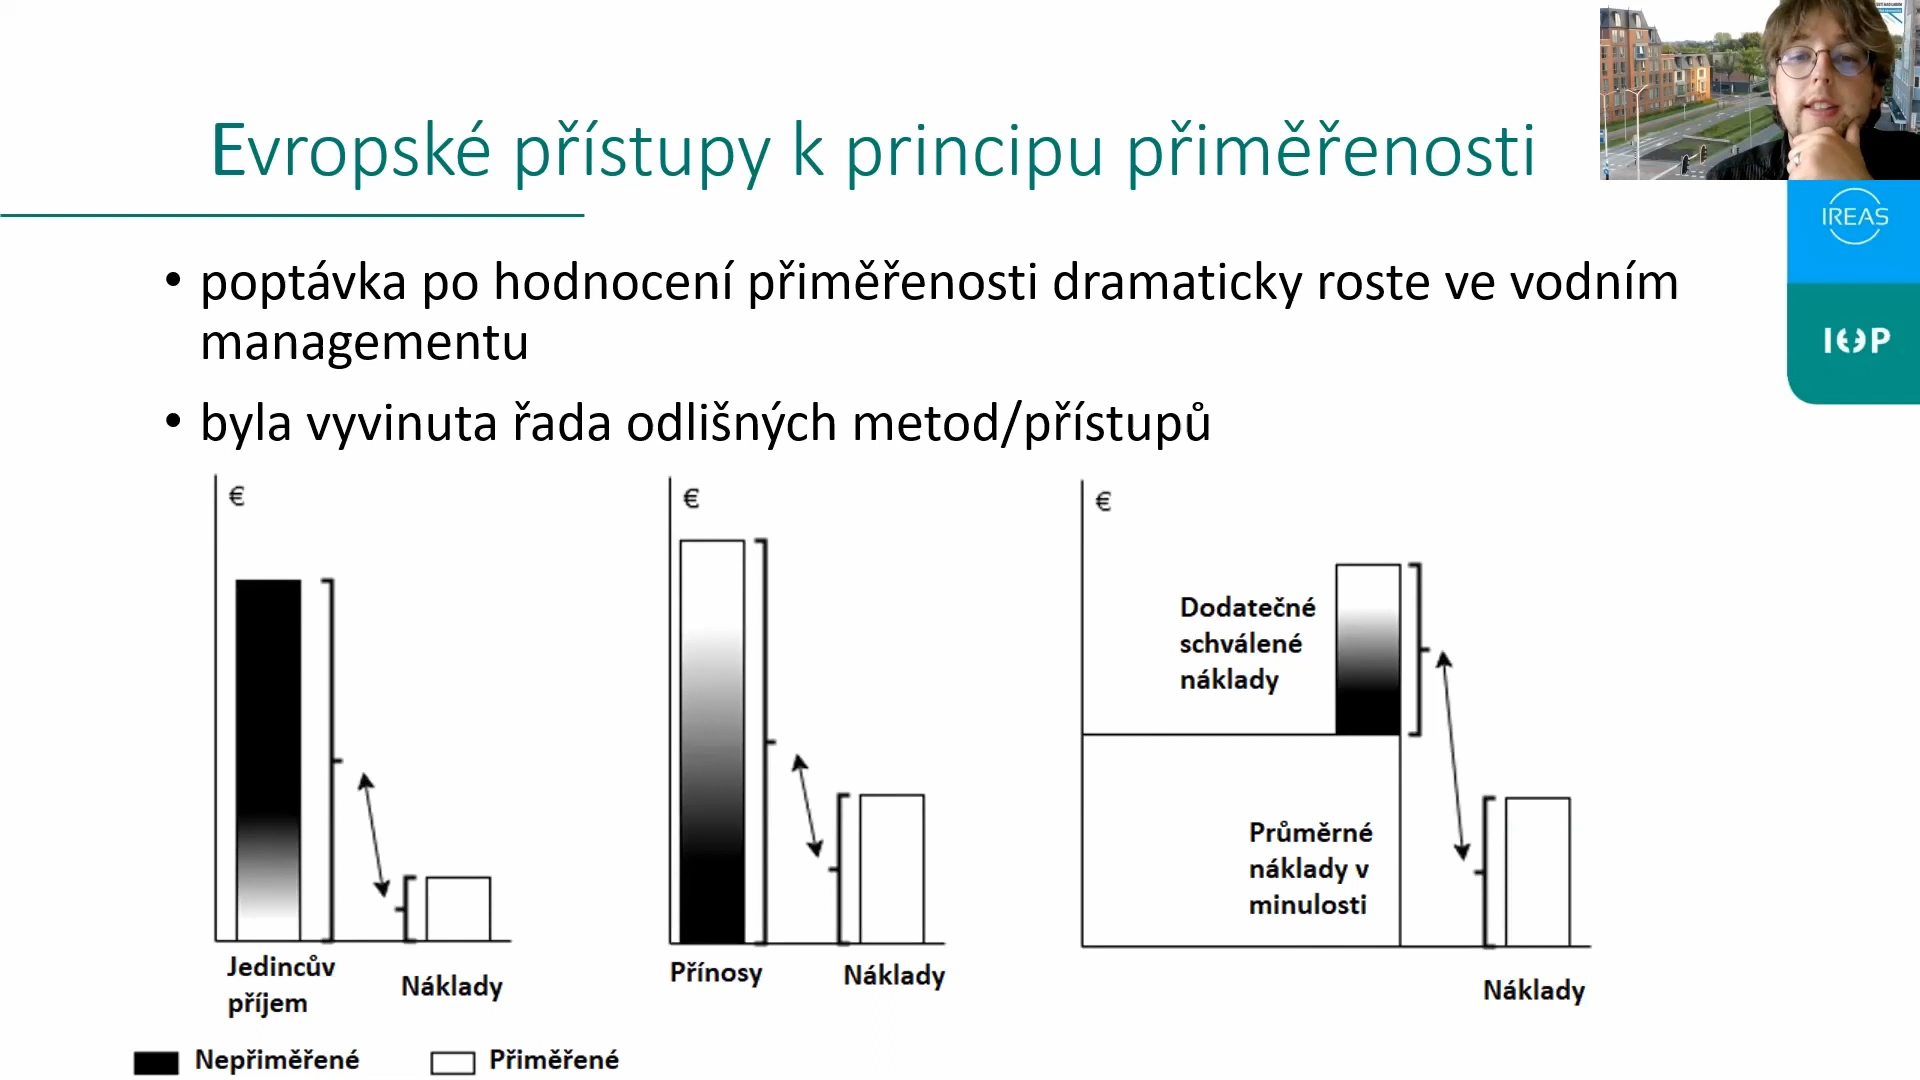 Evropské přístupy k principu přiměřenosti
IREAS
• poptávka po hodnocení přiměřenosti dramaticky roste ve vodním
managementu
• byla vyvinuta řada odlišných metod/přístupů
€
Jedincův
příjem
Náklady
€
Přínosy
Náklady
€
Dodatečné
schválené
náklady
Průměrné
náklady v
minulosti
Náklady
Nepřiměřené
Přiměřené